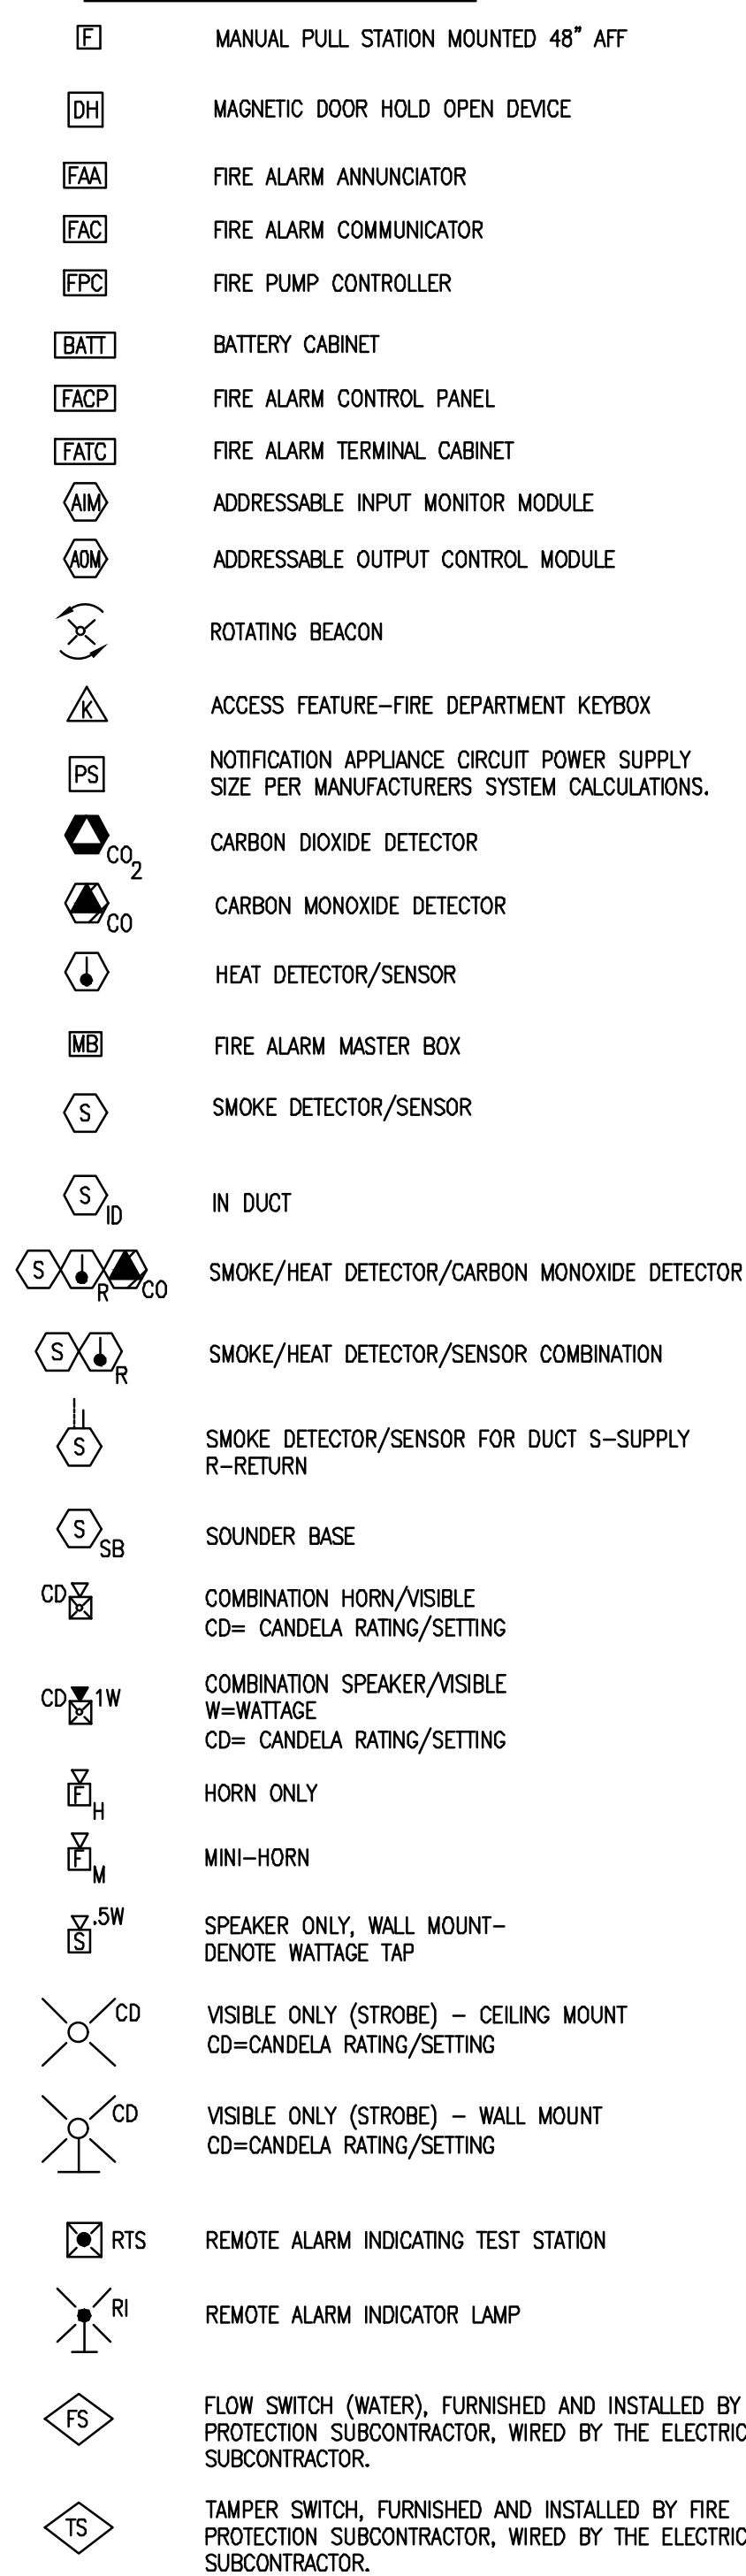 F MANUAL PULL STATION MOUNTED 48" AFF
DH MAGNETIC DOOR HOLD OPEN DEVICE
FAA FIRE ALARM ANNUNCIATOR
FAC FIRE ALARM COMMUNICATOR
FPC FIRE PUMP CONTROLLER
BATT BATTERY CABINET
FACP FIRE ALARM CONTROL PANEL
FATC FIRE ALARM TERMINAL CABINET
AIM ADDRESSABLE INPUT MONITOR MODULE
AOM ADDRESSABLE OUTPUT CONTROL MODULE
ROTATING BEACON
K ACCESS FEATURE-FIRE DEPARTMENT KEYBOX
PS NOTIFICATION APPLIANCE CIRCUIT POWER SUPPLY
SIZE PER MANUFACTURERS SYSTEM CALCULATIONS.
CO2 CARBON DIOXIDE DETECTOR
CO CARBON MONOXIDE DETECTOR
HEAT DETECTOR/SENSOR
MB FIRE ALARM MASTER BOX
S SMOKE DETECTOR/SENSOR
S ID IN DUCT
S R CO SMOKE/HEAT DETECTOR/CARBON MONOXIDE DETECTOR
S R SMOKE/HEAT DETECTOR/SENSOR COMBINATION
S SMOKE DETECTOR/SENSOR FOR DUCT S-SUPPLY
R-RETURN
S SB SOUNDER BASE
CD COMBINATION HORN/VISIBLE
CD= CANDELA RATING/SETTING
COMBINATION SPEAKER/VISIBLE
CD 1W W=WATTAGE
CD= CANDELA RATING/SETTING
F H HORN ONLY
F M MINI-HORN
S .5W SPEAKER ONLY, WALL MOUNT-
DENOTE WATTAGE TAP
CD VISIBLE ONLY (STROBE) - CEILING MOUNT
CD=CANDELA RATING/SETTING
CD VISIBLE ONLY (STROBE) - WALL MOUNT
CD=CANDELA RATING/SETTING
RTS REMOTE ALARM INDICATING TEST STATION
RI REMOTE ALARM INDICATOR LAMP
FS FLOW SWITCH (WATER), FURNISHED AND INSTALLED BY
PROTECTION SUBCONTRACTOR, WIRED BY THE ELECTRIC
SUBCONTRACTOR.
TS TAMPER SWITCH, FURNISHED AND INSTALLED BY FIRE
PROTECTION SUBCONTRACTOR, WIRED BY THE ELECTRIC
SUBCONTRACTOR.